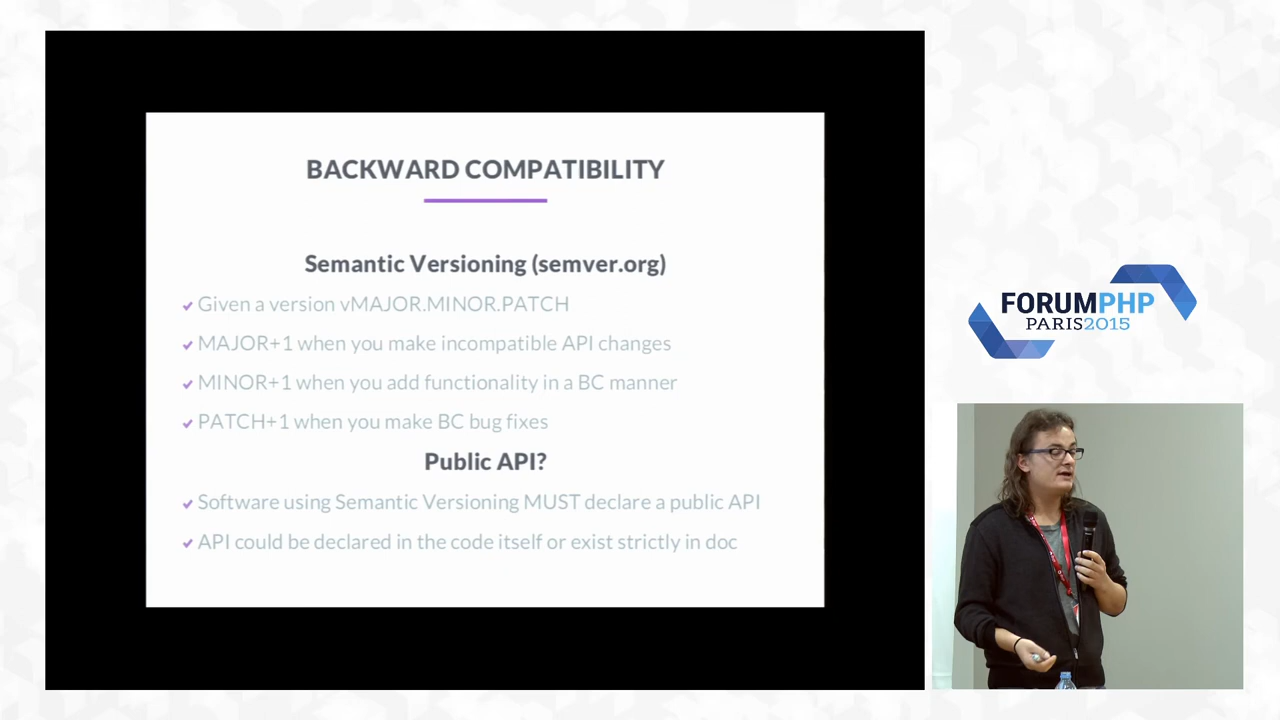 BACKWARD COMPATIBILITY
Semantic Versioning (semver.org)
Given a version vMAJOR.MINOR.PATCH
MAJOR+1 when you make incompatible API changes
MINOR+1 when you add functionality in a BC manner
PATCH+1 when you make BC bug fixes
Public API?
Software using Semantic Versioning MUST declare a public API
API could be declared in the code itself or exist strictly in doc
FORUMPHP
PARIS2015